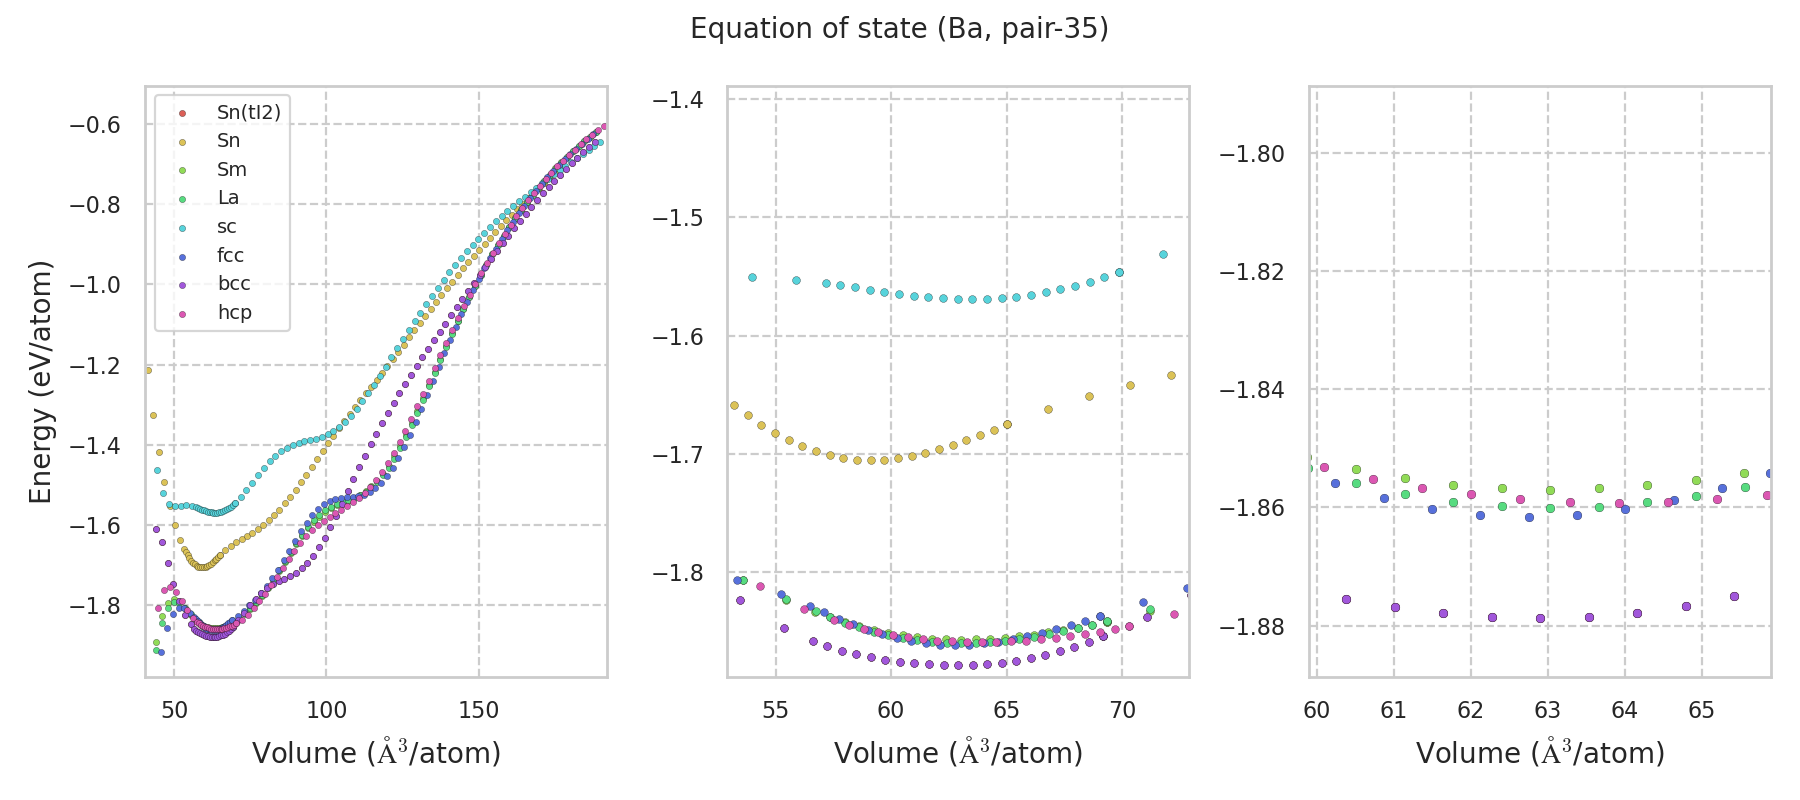 Equation of state (Ba, pair-35)
Energy (eV/atom)
−0.6
−0.8
−1.0
−1.2
−1.4
−1.6
−1.8
Sn(tI2)
Sn
Sm
La
sc
fcc
bcc
hcp
50 100 150
Volume (Å³/atom)
−1.4
−1.5
−1.6
−1.7
−1.8
55 60 65 70
Volume (Å³/atom)
−1.80
−1.82
−1.84
−1.86
−1.88
60 61 62 63 64 65
Volume (Å³/atom)